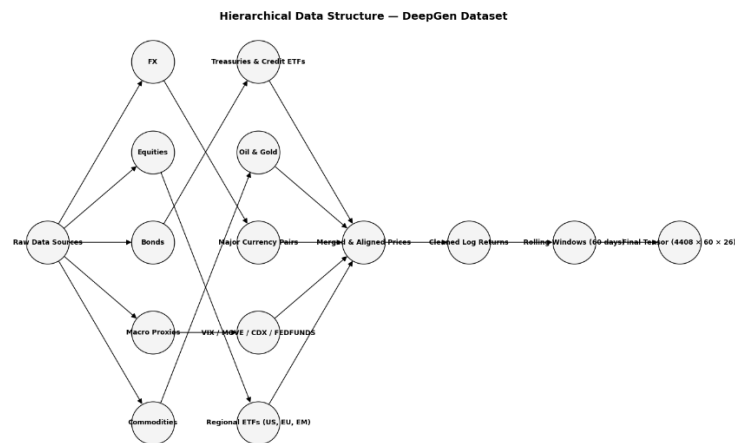 Hierarchical Data Structure — DeepGen Dataset
FX
Treasuries & Credit ETFs
Equities
Oil & Gold
Raw Data Sources
Bonds
Major Currency Pairs
Merged & Aligned Prices
Cleaned Log Returns
Rolling Windows (60 days)
Final Tensor (4408 × 60 × 26)
Macro Proxies
VIX / MOVE / CDX / FEDFUNDS
Commodities
Regional ETFs (US, EU, EM)